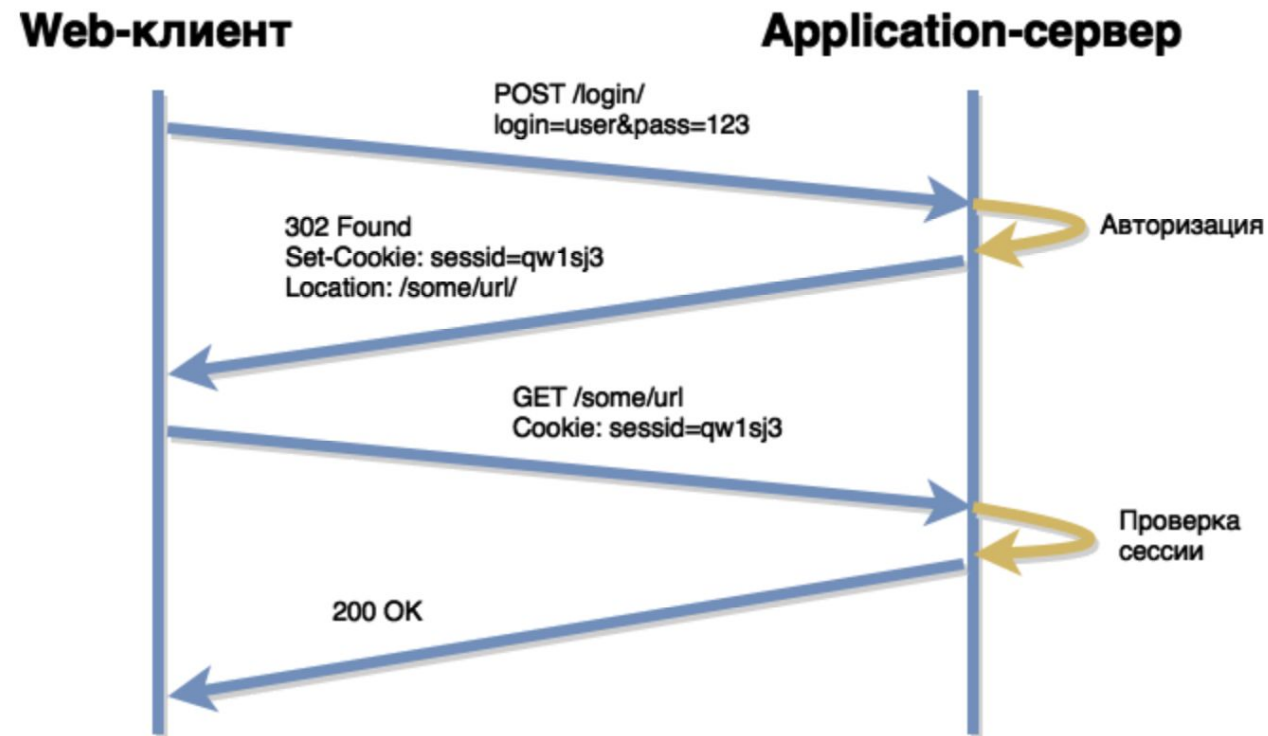 Web-клиент
Application-сервер
POST /login/
login=user&pass=123
302 Found
Set-Cookie: sessid=qw1sj3
Location: /some/url/
Авторизация
GET /some/url
Cookie: sessid=qw1sj3
Проверка
сессии
200 OK